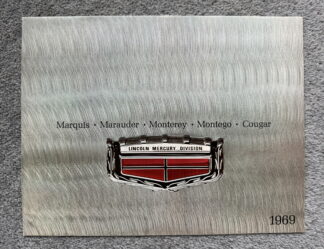 Marquis • Marauder • Monterey • Montego • Cougar
LINCOLN MERCURY DIVISION
1969